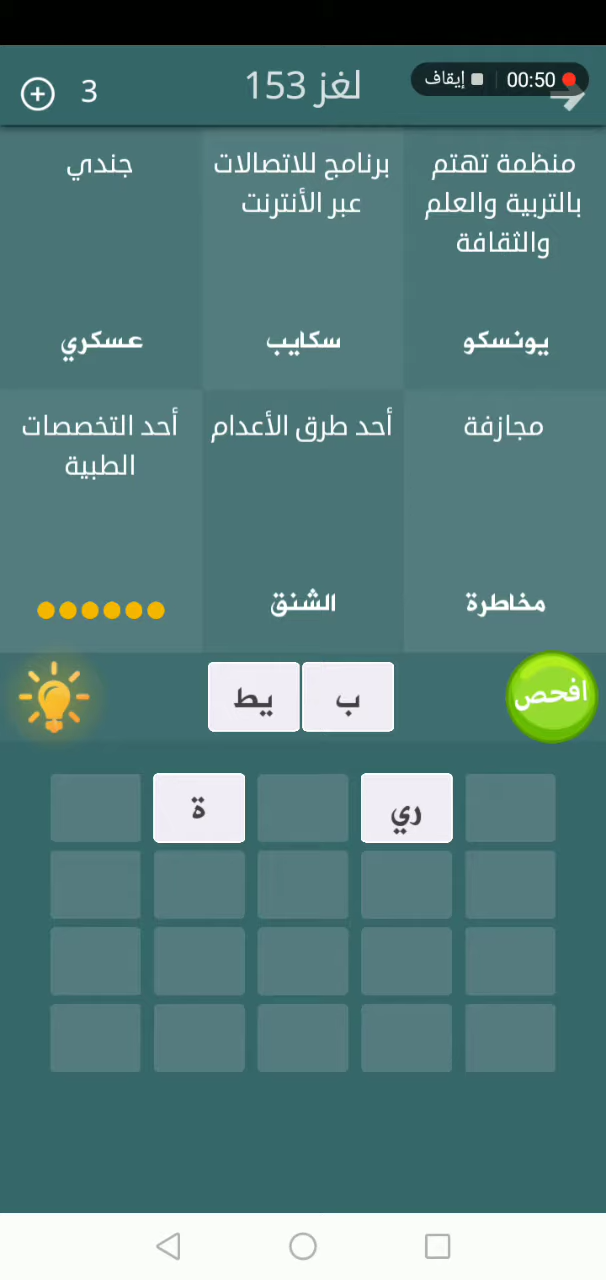 إيقاف 00:50
لغز 153
3
منظمة تهتم
بالتربية والعلم
والثقافة
يونسكو
برنامج للاتصالات
عبر الأنترنت
سكايب
جندي
عسكري
مجازفة
مخاطرة
أحد طرق الأعدام
الشنق
أحد التخصصات
الطبية
افحص
ب
يط
ري
ة